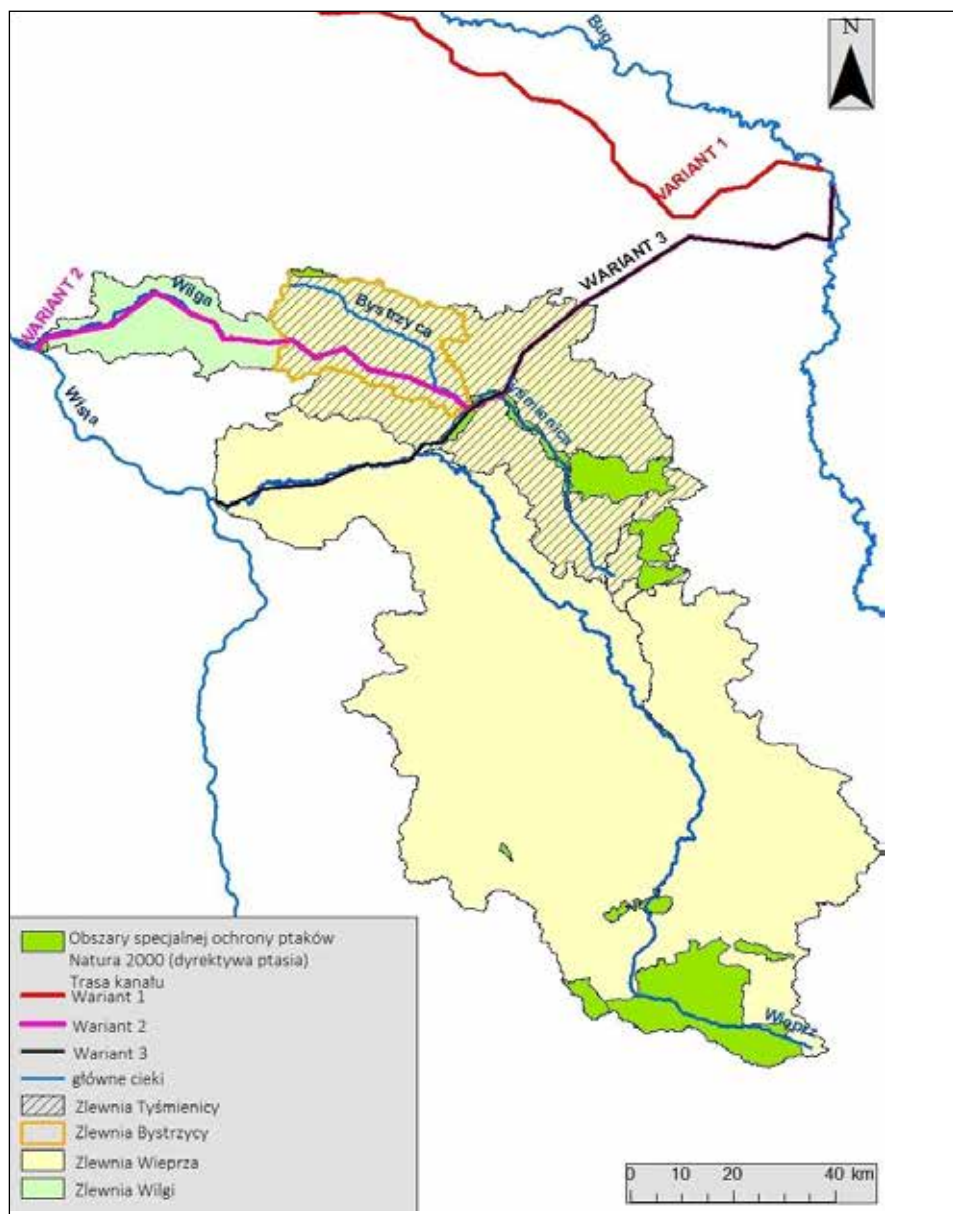 Bug
N
WARIANT 1
WARIANT 3
WARIANT 2
Wilga
Bystrzyca
Tyśmienica
Wisła
Wieprz
Obszary specjalnej ochrony ptaków
Natura 2000 (dyrektywa ptasia)
Trasa kanału
Wariant 1
Wariant 2
Wariant 3
główne cieki
Zlewnia Tyśmienicy
Zlewnia Bystrzycy
Zlewnia Wieprza
Zlewnia Wilgi
0 10 20 40 km